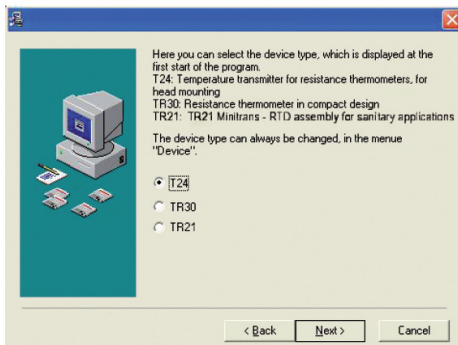 Here you can select the device type, which is displayed at the
first start of the program.
T24: Temperature transmitter for resistance thermometers, for
head mounting
TR30: Resistance thermometer in compact design
TR21: TR21 Minitrans - RTD assembly for sanitary applications
The device type can always be changed, in the menue
"Device".
T24
TR30
TR21
< Back
Next >
Cancel